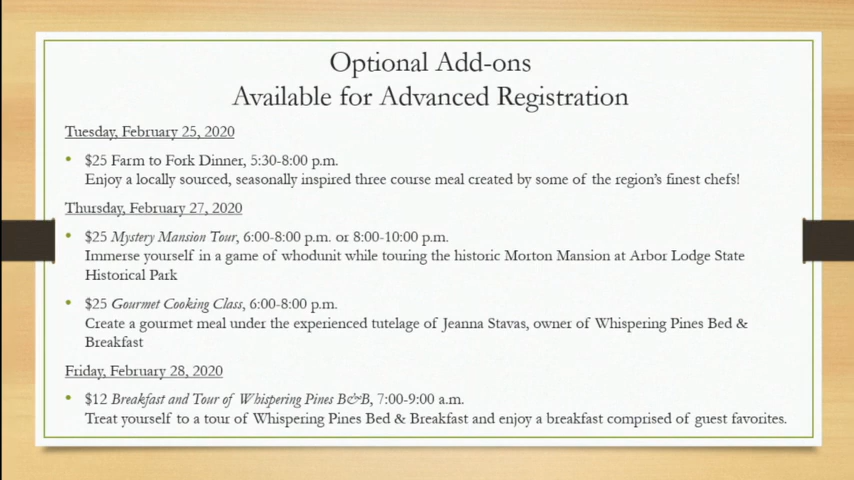 Optional Add-ons
Available for Advanced Registration
Tuesday, February 25, 2020
• $25 Farm to Fork Dinner, 5:30-8:00 p.m.
Enjoy a locally sourced, seasonally inspired three course meal created by some of the region’s finest chefs!
Thursday, February 27, 2020
• $25 Mystery Mansion Tour, 6:00-8:00 p.m. or 8:00-10:00 p.m.
Immerse yourself in a game of whodunit while touring the historic Morton Mansion at Arbor Lodge State
Historical Park
• $25 Gourmet Cooking Class, 6:00-8:00 p.m.
Create a gourmet meal under the experienced tutelage of Jeanna Stavas, owner of Whispering Pines Bed &
Breakfast
Friday, February 28, 2020
• $12 Breakfast and Tour of Whispering Pines B&B, 7:00-9:00 a.m.
Treat yourself to a tour of Whispering Pines Bed & Breakfast and enjoy a breakfast comprised of guest favorites.